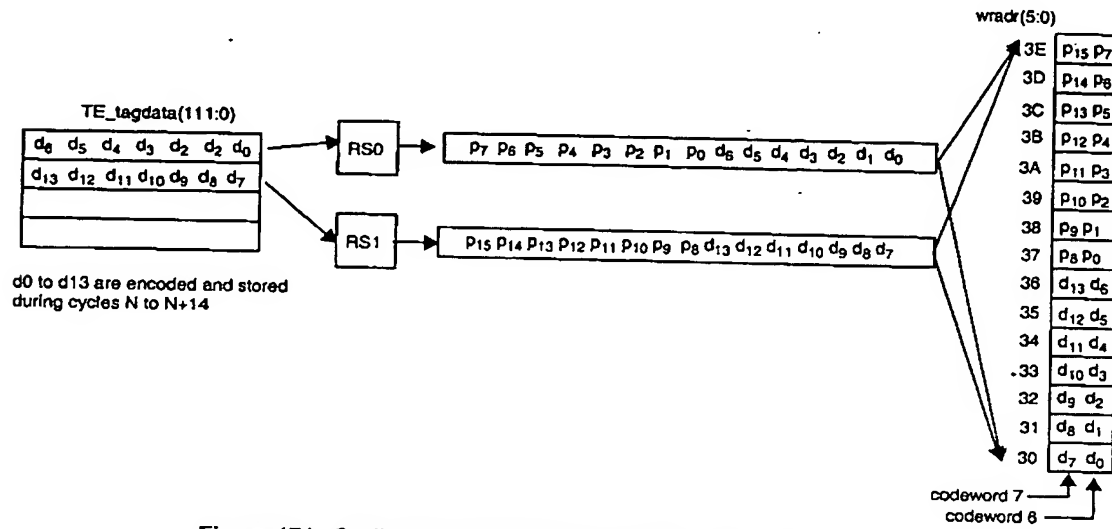 wradr(5:0)
TE_tagdata(111:0)
d6 d5 d4 d3 d2 d2 d0
d13 d12 d11 d10 d9 d8 d7
d0 to d13 are encoded and stored
during cycles N to N+14
RS0
RS1
p7 p6 p5 p4 p3 p2 p1 p0 d6 d5 d4 d3 d2 d1 d0
p15 p14 p13 p12 p11 p10 p9 p8 d13 d12 d11 d10 d9 d8 d7
3E p15 p7
3D p14 p6
3C p13 p5
3B p12 p4
3A p11 p3
39 p10 p2
38 p9 p1
37 p8 p0
36 d13 d6
35 d12 d5
34 d11 d4
33 d10 d3
32 d9 d2
31 d8 d1
30 d7 d0
codeword 7
codeword 6